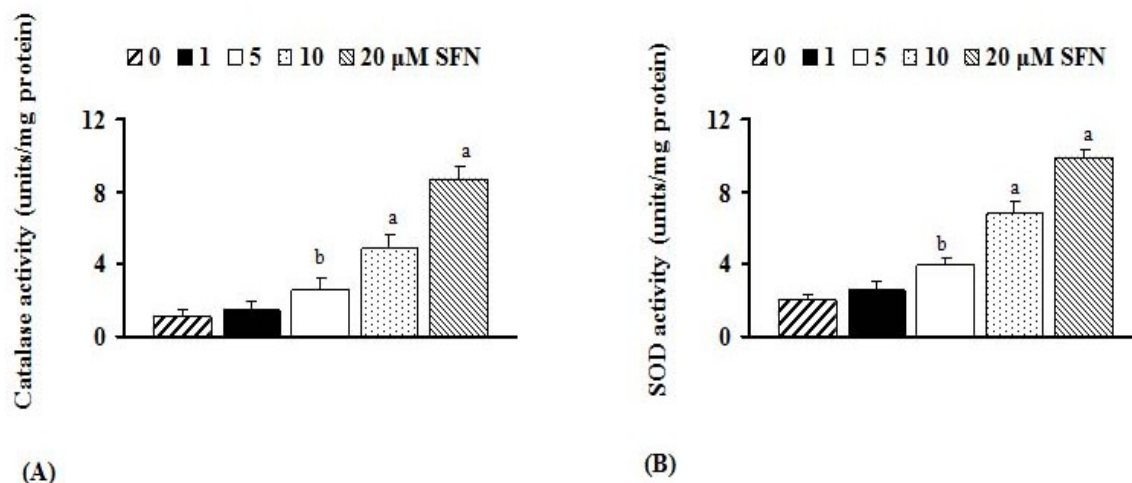 0 1 5 10 20 μM SFN
Catalase activity (units/mg protein)
12
8
4
0
b
a
a
(A)
0 1 5 10 20 μM SFN
SOD activity (units/mg protein)
12
8
4
0
b
a
a
(B)